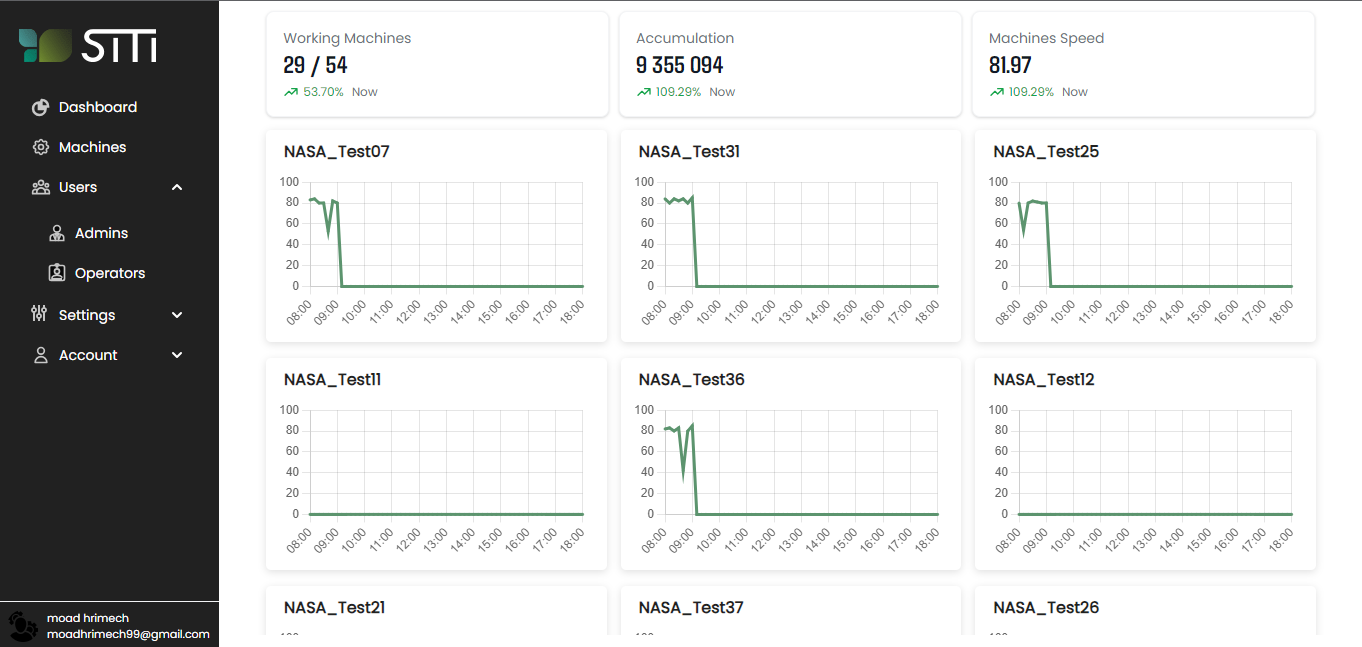 SITI
Dashboard
Machines
Users
Admins
Operators
Settings
Account
moad hrimech
moadhrimech99@gmail.com
Working Machines
29 / 54
53.70% Now
Accumulation
9 355 094
109.29% Now
Machines Speed
81.97
109.29% Now
NASA_Test07
100
80
60
40
20
0
08:00 09:00 10:00 11:00 12:00 13:00 14:00 15:00 16:00 17:00 18:00
NASA_Test31
100
80
60
40
20
0
08:00 09:00 10:00 11:00 12:00 13:00 14:00 15:00 16:00 17:00 18:00
NASA_Test25
100
80
60
40
20
0
08:00 09:00 10:00 11:00 12:00 13:00 14:00 15:00 16:00 17:00 18:00
NASA_Test11
100
80
60
40
20
0
08:00 09:00 10:00 11:00 12:00 13:00 14:00 15:00 16:00 17:00 18:00
NASA_Test36
100
80
60
40
20
0
08:00 09:00 10:00 11:00 12:00 13:00 14:00 15:00 16:00 17:00 18:00
NASA_Test12
100
80
60
40
20
0
08:00 09:00 10:00 11:00 12:00 13:00 14:00 15:00 16:00 17:00 18:00
NASA_Test21
100
NASA_Test37
100
NASA_Test26
100